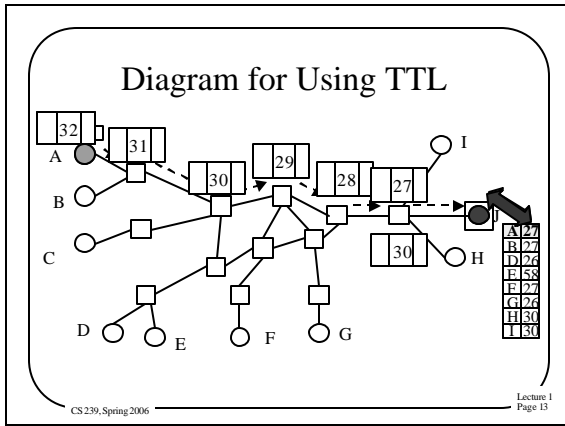 Diagram for Using TTL
32
31
30
29
28
27
30
A
B
C
D
E
F
G
H
I
J
A 27
B 27
D 26
E 58
F 27
G 26
H 30
I 30
CS 239, Spring 2006
Lecture 1
Page 13